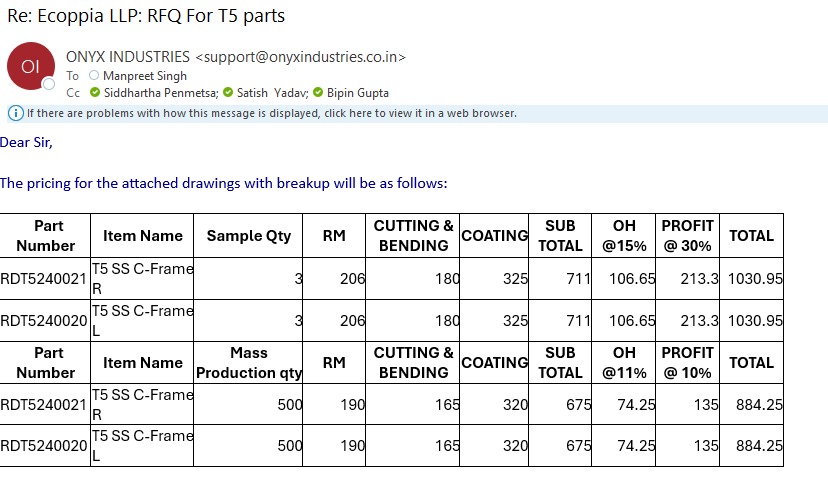 Re: Ecoppia LLP: RFQ For T5 parts
OI
ONYX INDUSTRIES <support@onyxindustries.co.in>
To Manpreet Singh
Cc Siddhartha Penmetsa; Satish Yadav; Bipin Gupta
If there are problems with how this message is displayed, click here to view it in a web browser.
Dear Sir,
The pricing for the attached drawings with breakup will be as follows:
Part Number Item Name Sample Qty RM CUTTING & BENDING COATING SUB TOTAL OH @15% PROFIT @ 30% TOTAL
RDT5240021 T5 SS C-Frame R 3 206 180 325 711 106.65 213.3 1030.95
RDT5240020 T5 SS C-Frame L 3 206 180 325 711 106.65 213.3 1030.95
Part Number Item Name Mass Production qty RM CUTTING & BENDING COATING SUB TOTAL OH @11% PROFIT @ 10% TOTAL
RDT5240021 T5 SS C-Frame R 500 190 165 320 675 74.25 135 884.25
RDT5240020 T5 SS C-Frame L 500 190 165 320 675 74.25 135 884.25